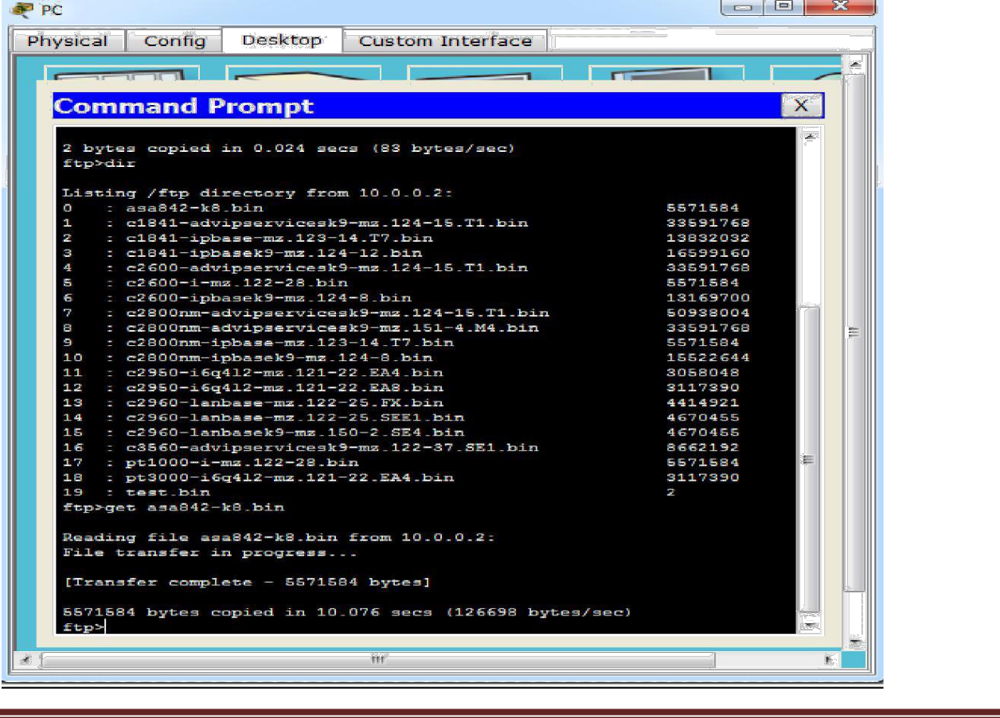 PC
Physical Config Desktop Custom Interface
Command Prompt
X
2 bytes copied in 0.024 secs (83 bytes/sec)
ftp>dir
Listing /ftp directory from 10.0.0.2:
0 : asa842-k8.bin 5571584
1 : c1841-advipservicesk9-mz.124-15.T1.bin 33591768
2 : c1841-ipbase-mz.123-14.T7.bin 13832032
3 : c1841-ipbasek9-mz.124-12.bin 16599160
4 : c2600-advipservicesk9-mz.124-15.T1.bin 33591768
5 : c2600-i-mz.122-28.bin 5571584
6 : c2600-ipbasek9-mz.124-8.bin 13169700
7 : c2800nm-advipservicesk9-mz.124-15.T1.bin 50938004
8 : c2800nm-advipservicesk9-mz.151-4.M4.bin 33591768
9 : c2800nm-ipbase-mz.123-14.T7.bin 5571584
10 : c2800nm-ipbasek9-mz.124-8.bin 15522644
11 : c2950-i6q4l2-mz.121-22.EA4.bin 3058048
12 : c2950-i6q4l2-mz.121-22.EA8.bin 3117390
13 : c2960-lanbase-mz.122-25.FX.bin 4414921
14 : c2960-lanbase-mz.122-25.SEE1.bin 4670455
15 : c2960-lanbasek9-mz.150-2.SE4.bin 4670455
16 : c3560-advipservicesk9-mz.122-37.SE1.bin 8662192
17 : pt1000-i-mz.122-28.bin 5571584
18 : pt3000-i6q4l2-mz.121-22.EA4.bin 3117390
19 : test.bin 2
ftp>get asa842-k8.bin
Reading file asa842-k8.bin from 10.0.0.2:
File transfer in progress...
[Transfer complete - 5571584 bytes]
5571584 bytes copied in 10.076 secs (126698 bytes/sec)
ftp>